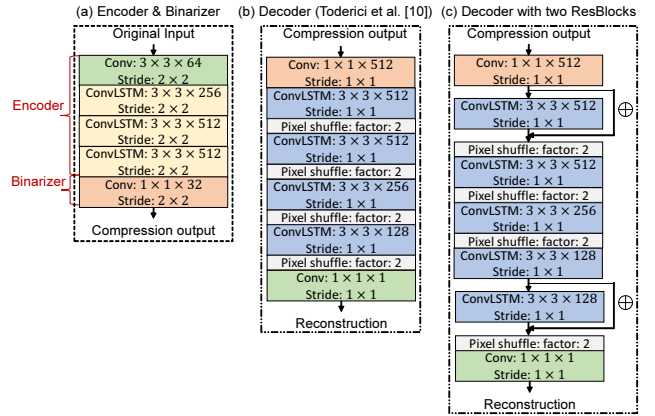 (a) Encoder & Binarizer
Original Input
Conv: 3 × 3 × 64
Stride: 2 × 2
ConvLSTM: 3 × 3 × 256
Stride: 2 × 2
ConvLSTM: 3 × 3 × 512
Stride: 2 × 2
ConvLSTM: 3 × 3 × 512
Stride: 2 × 2
Conv: 1 × 1 × 32
Stride: 2 × 2
Compression output
Encoder
Binarizer
(b) Decoder (Toderici et al. [10])
Compression output
Conv: 1 × 1 × 512
Stride: 1 × 1
ConvLSTM: 3 × 3 × 512
Stride: 1 × 1
Pixel shuffle: factor: 2
ConvLSTM: 3 × 3 × 512
Stride: 1 × 1
Pixel shuffle: factor: 2
ConvLSTM: 3 × 3 × 256
Stride: 1 × 1
Pixel shuffle: factor: 2
ConvLSTM: 3 × 3 × 128
Stride: 1 × 1
Pixel shuffle: factor: 2
Conv: 1 × 1 × 1
Stride: 1 × 1
Reconstruction
(c) Decoder with two ResBlocks
Compression output
Conv: 1 × 1 × 512
Stride: 1 × 1
ConvLSTM: 3 × 3 × 512
Stride: 1 × 1
⊕
Pixel shuffle: factor: 2
ConvLSTM: 3 × 3 × 512
Stride: 1 × 1
Pixel shuffle: factor: 2
ConvLSTM: 3 × 3 × 256
Stride: 1 × 1
Pixel shuffle: factor: 2
ConvLSTM: 3 × 3 × 128
Stride: 1 × 1
ConvLSTM: 3 × 3 × 128
Stride: 1 × 1
⊕
Pixel shuffle: factor: 2
Conv: 1 × 1 × 1
Stride: 1 × 1
Reconstruction